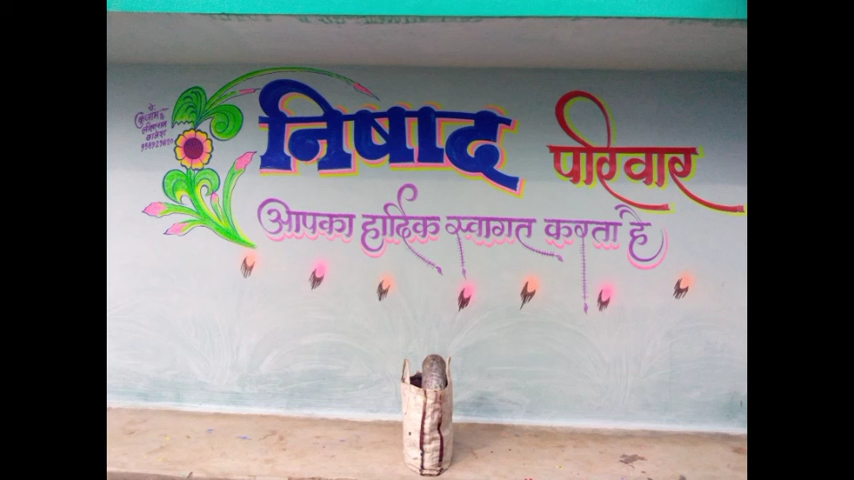 निषाद परिवार
आपका हार्दिक स्वागत करता है